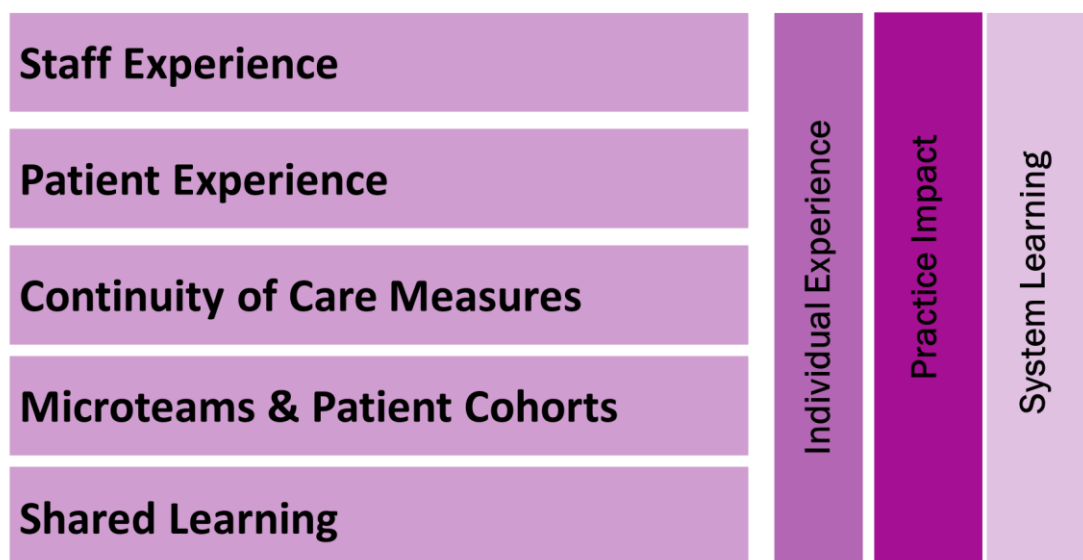 Staff Experience
Patient Experience
Continuity of Care Measures
Microteams & Patient Cohorts
Shared Learning
Individual Experience
Practice Impact
System Learning